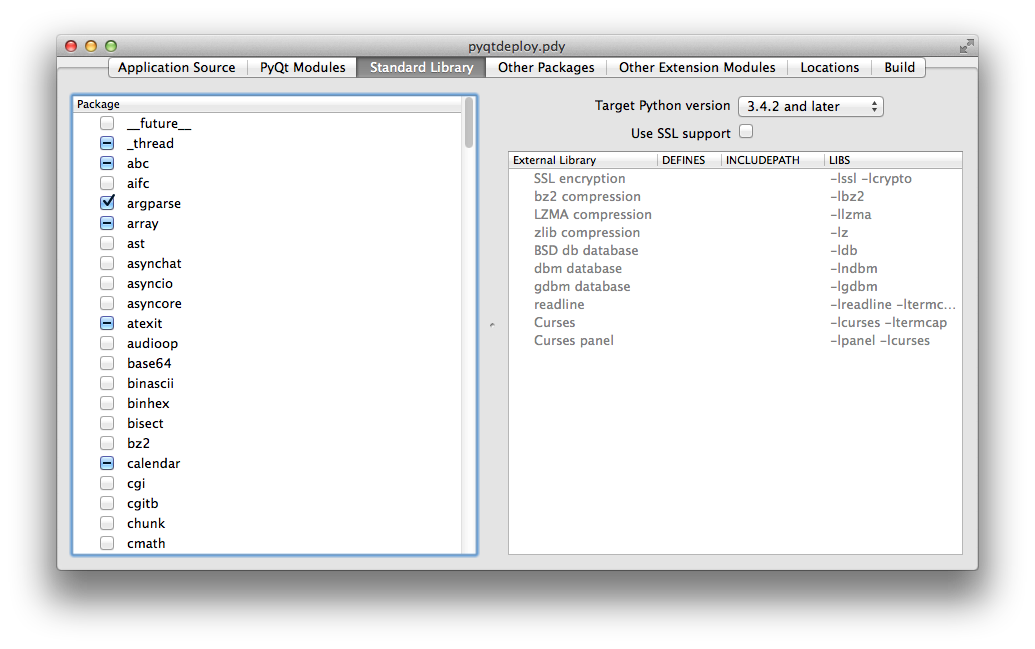 pyqtdeploy.pdy
Application Source PyQt Modules Standard Library Other Packages Other Extension Modules Locations Build
Package
__future__
_thread
abc
aifc
argparse
array
ast
asynchat
asyncio
asyncore
atexit
audioop
base64
binascii
binhex
bisect
bz2
calendar
cgi
cgitb
chunk
cmath
Target Python version 3.4.2 and later
Use SSL support
External Library DEFINES INCLUDEPATH LIBS
SSL encryption -lssl -lcrypto
bz2 compression -lbz2
LZMA compression -llzma
zlib compression -lz
BSD db database -ldb
dbm database -lndbm
gdbm database -lgdbm
readline -lreadline -ltermc...
Curses -lcurses -ltermcap
Curses panel -lpanel -lcurses